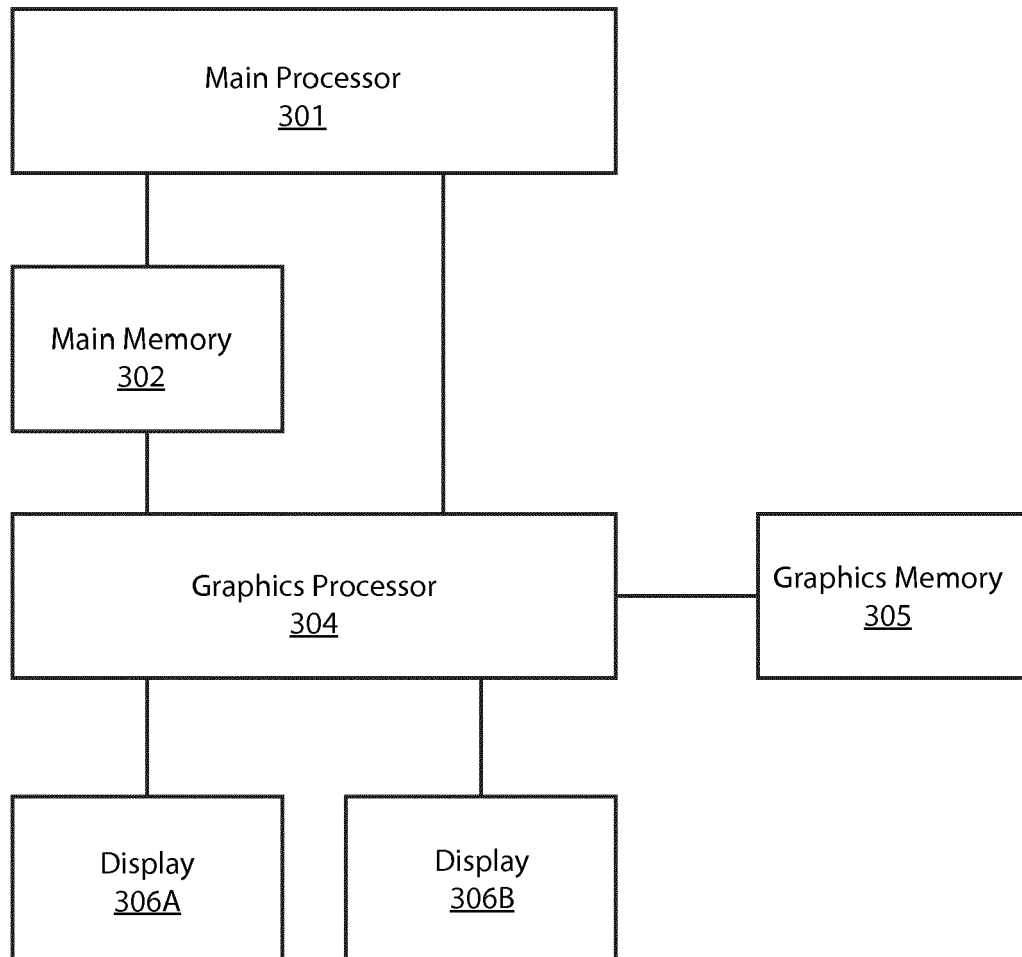 Main Processor
301
Main Memory
302
Graphics Processor
304
Graphics Memory
305
Display
306A
Display
306B